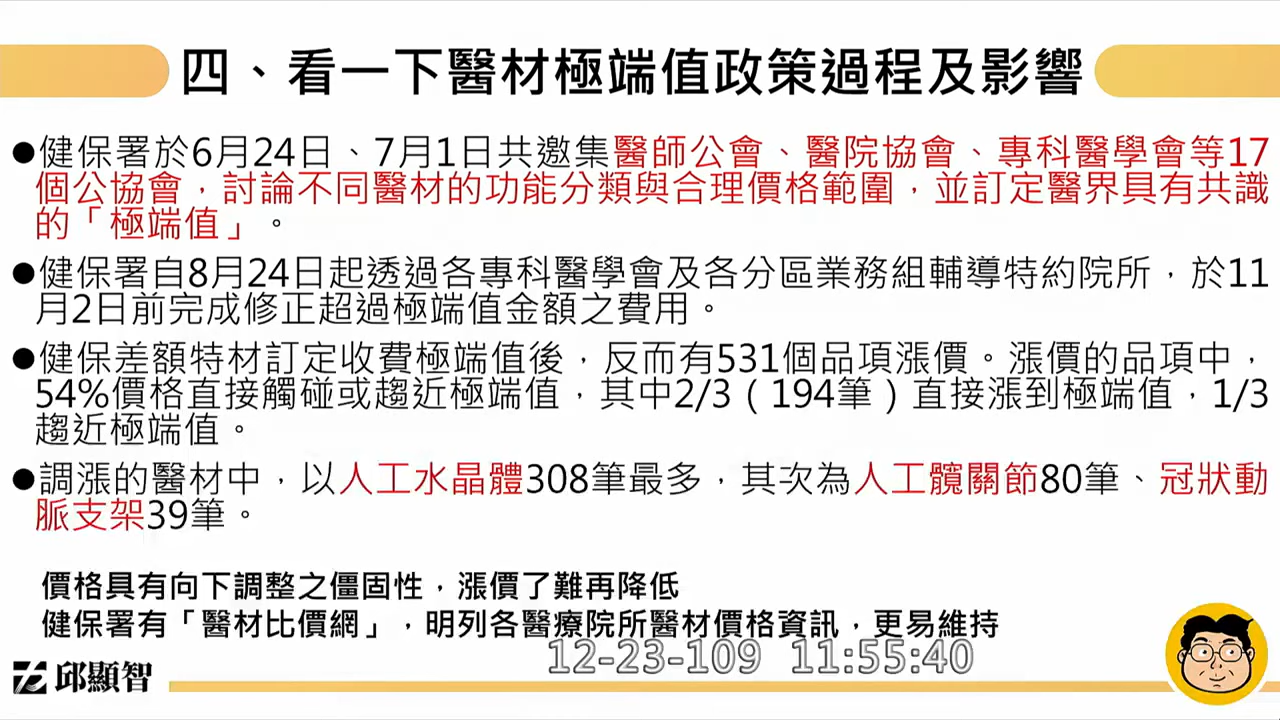 四、看一下醫材極端值政策過程及影響
●健保署於6月24日、7月1日共邀集醫師公會、醫院協會、專科醫學會等17
個公協會，討論不同醫材的功能分類與合理價格範圍，並訂定醫界具有共識
的「極端值」。
●健保署自8月24日起透過各專科醫學會及各分區業務組輔導特約院所，於11
月2日前完成修正超過極端值金額之費用。
●健保差額特材訂定收費極端值後，反而有531個品項漲價。漲價的品項中，
54%價格直接觸碰或趨近極端值，其中2/3（194筆）直接漲到極端值，1/3
趨近極端值。
●調漲的醫材中，以人工水晶體308筆最多，其次為人工髖關節80筆、冠狀動
脈支架39筆。
價格具有向下調整之僵固性，漲價了難再降低
健保署有「醫材比價網」，明列各醫療院所醫材價格資訊，更易維持
12-23-109 11:55:40
邱顯智